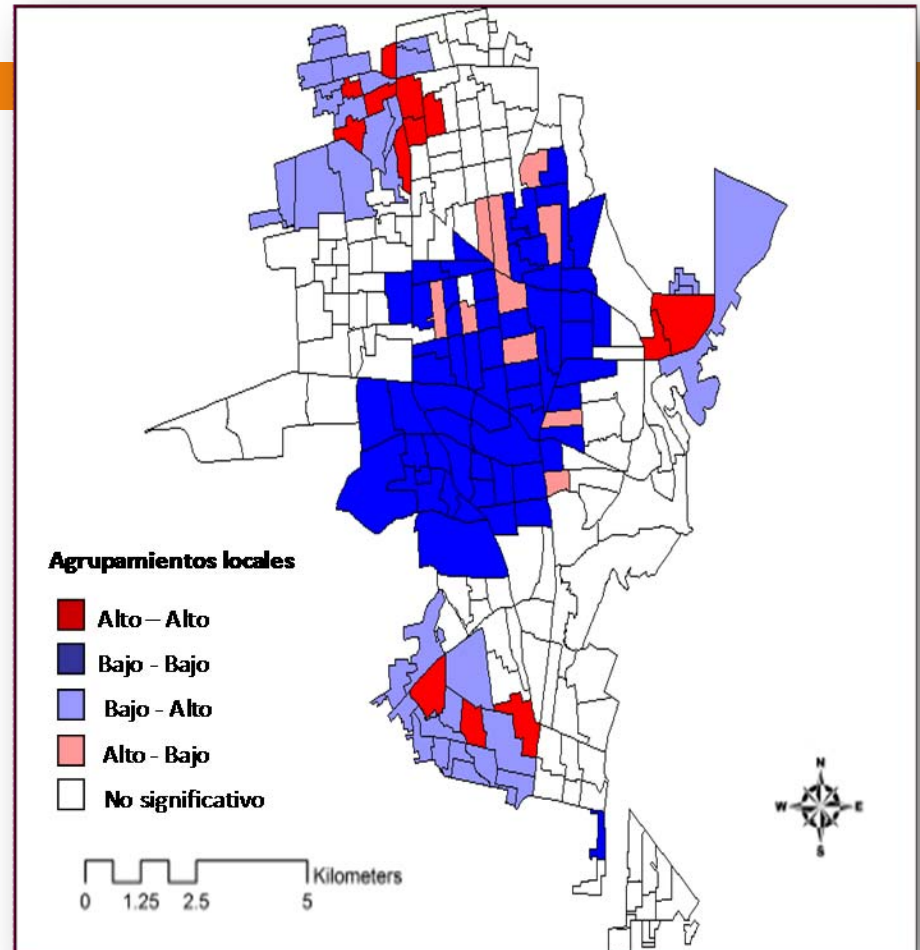 Agrupamientos locales
Alto – Alto
Bajo - Bajo
Bajo - Alto
Alto - Bajo
No significativo
Kilometers
0 1.25 2.5 5
N
W E
S